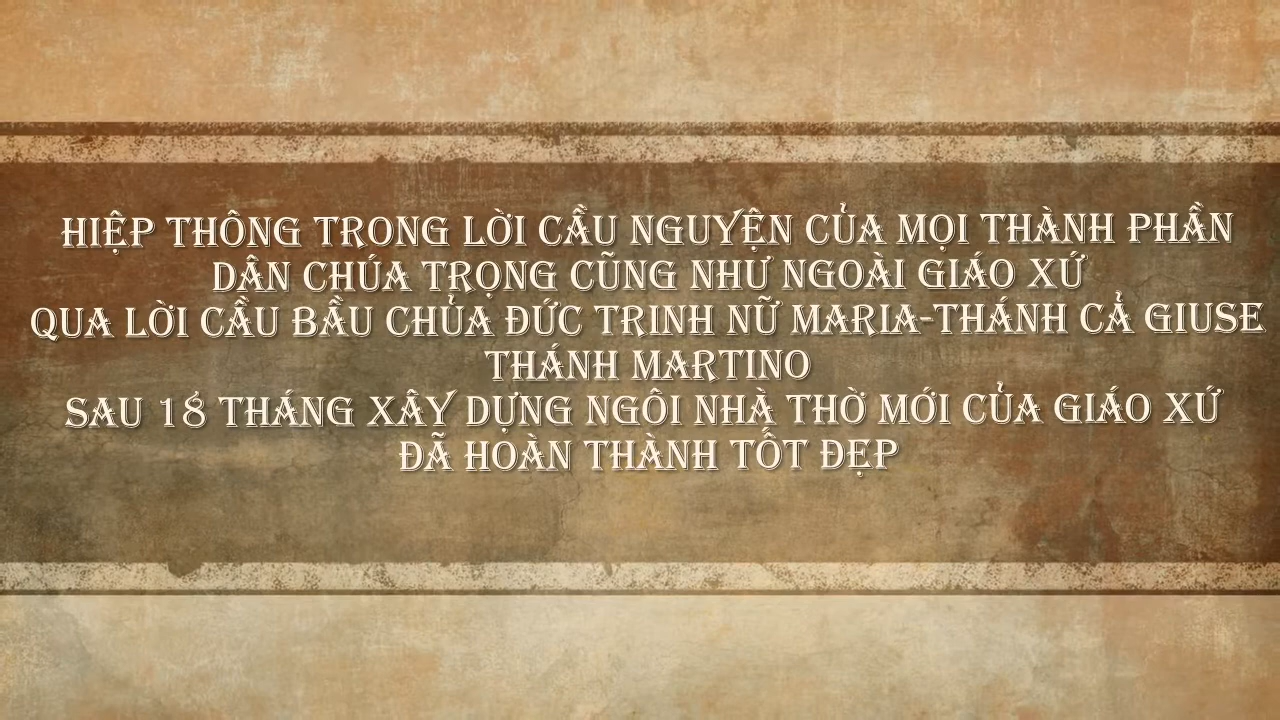 HIỆP THÔNG TRONG LỜI CẦU NGUYỆN CỦA MỌI THÀNH PHẦN
DÂN CHÚA TRỌNG CŨNG NHƯ NGOÀI GIÁO XỨ
QUA LỜI CẦU BẦU CHỦA ĐỨC TRINH NỮ MARIA-THÁNH CẢ GIUSE
THÁNH MARTINO
SAU 18 THÁNG XÂY DỰNG NGÔI NHÀ THỜ MỚI CỦA GIÁO XỨ
ĐÃ HOÀN THÀNH TỐT ĐẸP